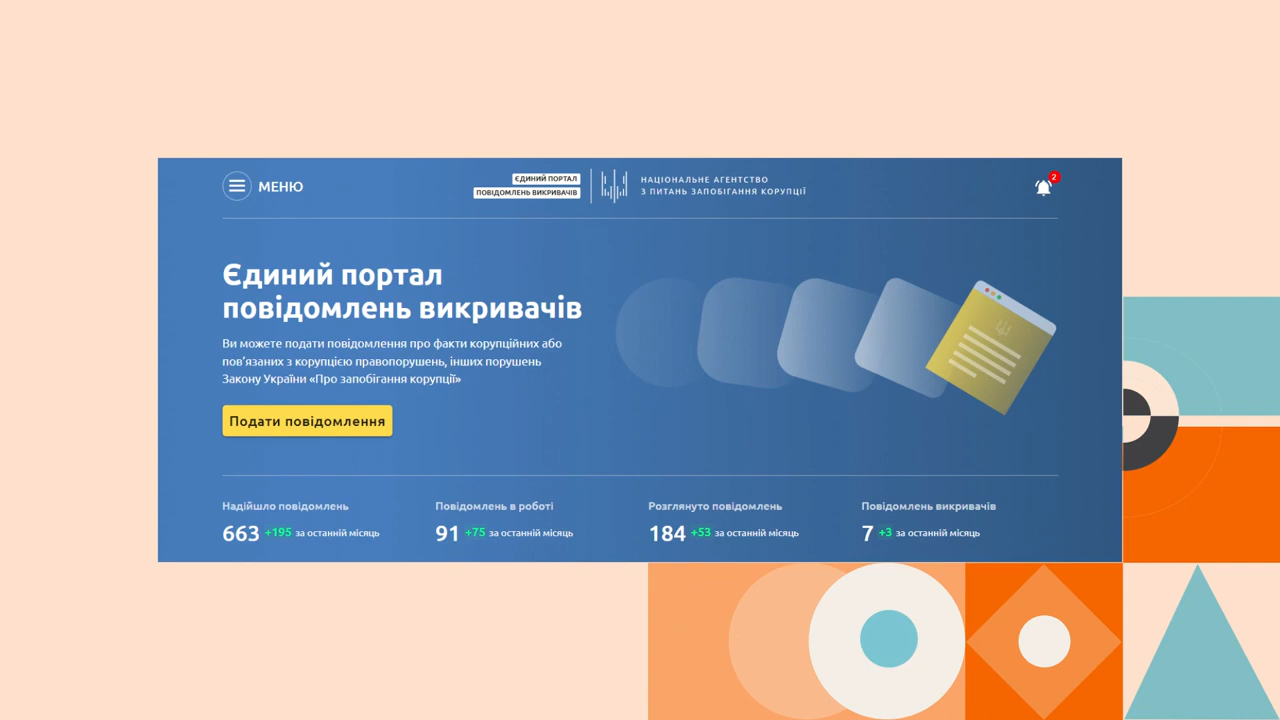 МЕНЮ
ЄДИНИЙ ПОРТАЛ
ПОВІДОМЛЕНЬ ВИКРИВАЧІВ
НАЦІОНАЛЬНЕ АГЕНТСТВО
З ПИТАНЬ ЗАПОБІГАННЯ КОРУПЦІЇ
2
Єдиний портал
повідомлень викривачів
Ви можете подати повідомлення про факти корупційних або
пов’язаних з корупцією правопорушень, інших порушень
Закону України «Про запобігання корупції»
Подати повідомлення
Надійшло повідомлень
663 +195 за останній місяць
Повідомлень в роботі
91 +75 за останній місяць
Розглянуто повідомлень
184 +53 за останній місяць
Повідомлень викривачів
7 +3 за останній місяць